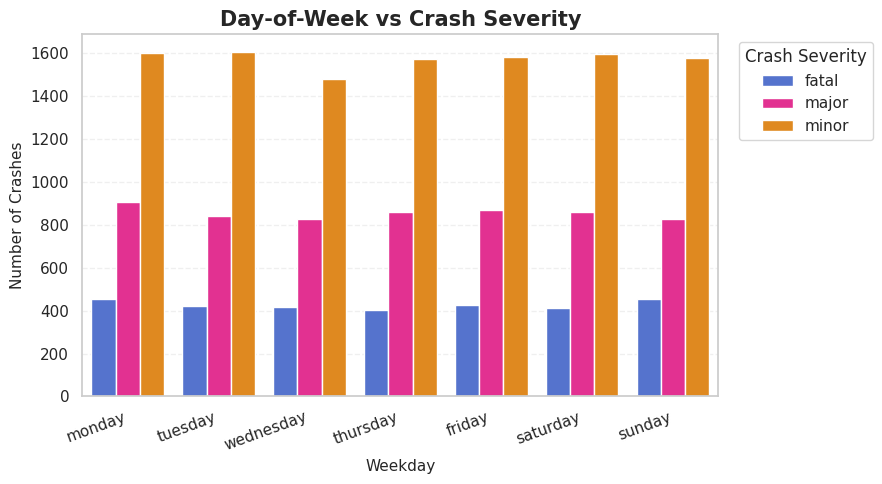 Day-of-Week vs Crash Severity
Number of Crashes
1600
1400
1200
1000
800
600
400
200
0
monday
tuesday
wednesday
thursday
friday
saturday
sunday
Weekday
Crash Severity
fatal
major
minor